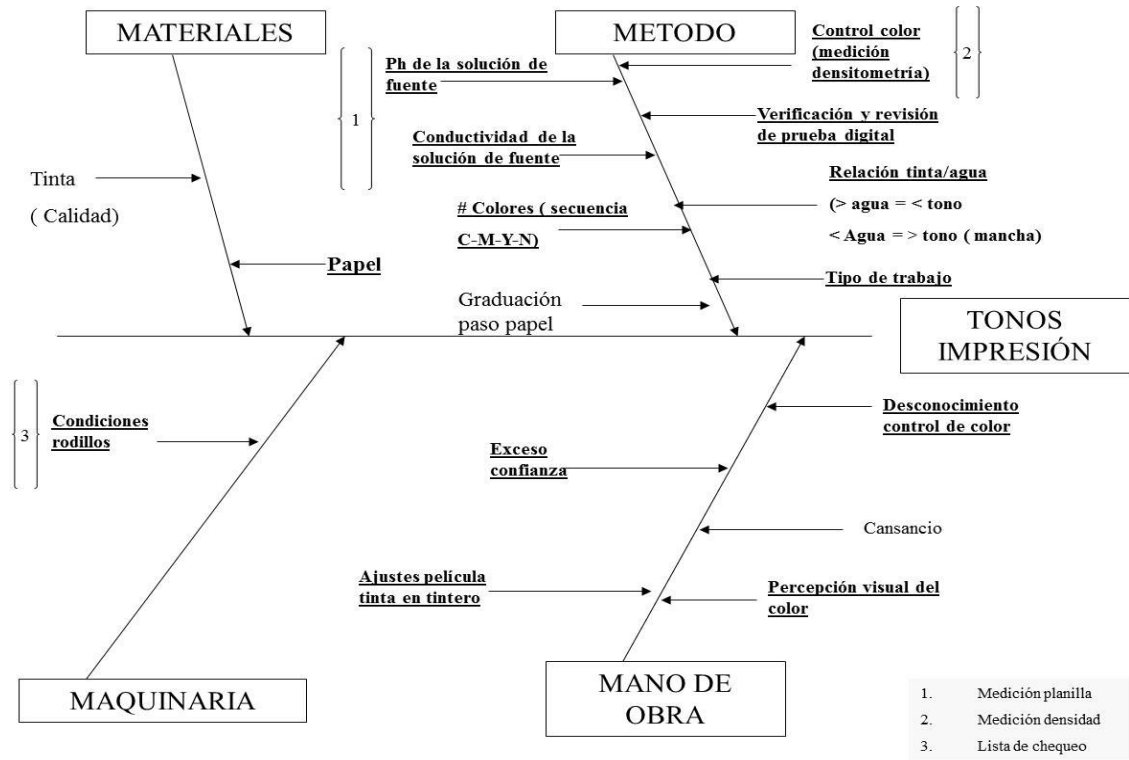 MATERIALES
METODO
Control color
(medición
densitometría)
2
Ph de la solución de
fuente
1
Verificación y revisión
de prueba digital
Conductividad de la
solución de fuente
Tinta
( Calidad)
Relación tinta/agua
(> agua = < tono
< Agua = > tono ( mancha)
# Colores ( secuencia
C-M-Y-N)
Papel
Tipo de trabajo
Graduación
paso papel
TONOS
IMPRESIÓN
3
Condiciones
rodillos
Desconocimiento
control de color
Exceso
confianza
Cansancio
Ajustes película
tinta en tintero
Percepción visual del
color
MAQUINARIA
MANO DE
OBRA
1. Medición planilla
2. Medición densidad
3. Lista de chequeo